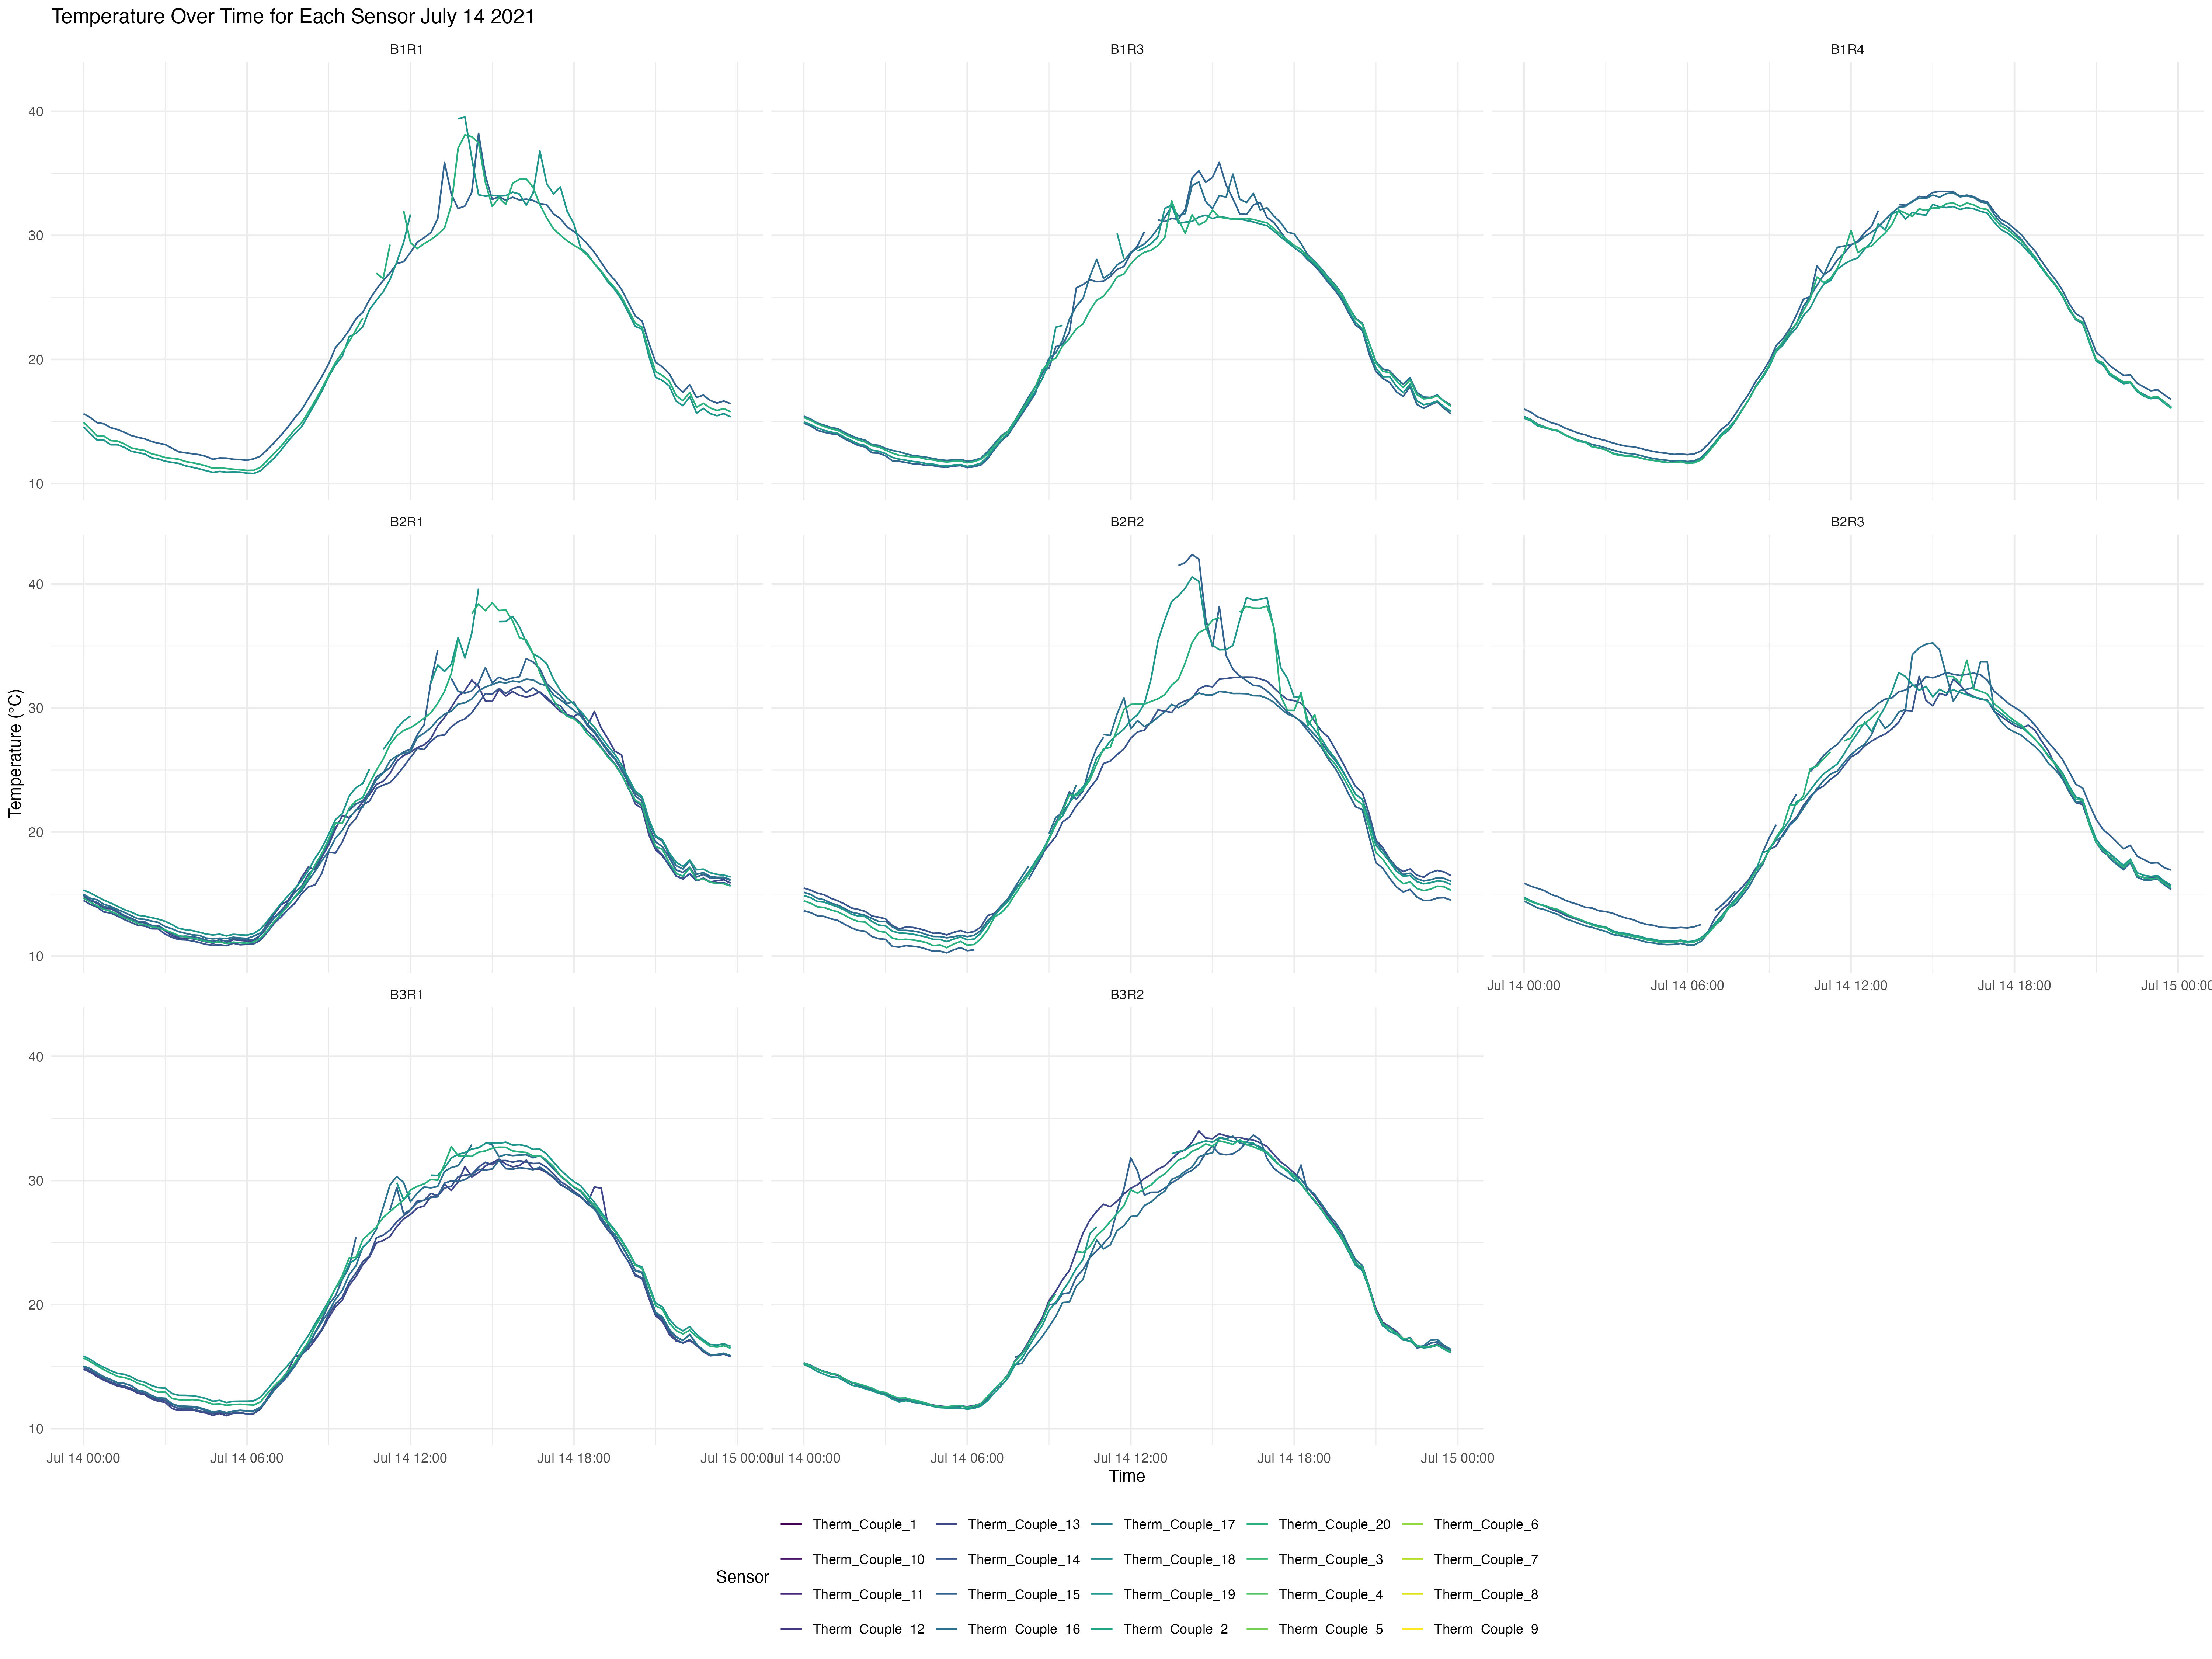 Temperature Over Time for Each Sensor July 14 2021
B1R1 B1R3 B1R4
40
30
20
10
B2R1 B2R2 B2R3
40
30
20
10
Temperature (°C)
Jul 14 00:00 Jul 14 06:00 Jul 14 12:00 Jul 14 18:00 Jul 15 00:00
B3R1 B3R2
40
30
20
10
Jul 14 00:00 Jul 14 06:00 Jul 14 12:00 Jul 14 18:00 Jul 15 00:00 Jul 14 00:00 Jul 14 06:00 Jul 14 12:00 Jul 14 18:00 Jul 15 00:00
Time
Sensor
Therm_Couple_1 Therm_Couple_13 Therm_Couple_17 Therm_Couple_20 Therm_Couple_6
Therm_Couple_10 Therm_Couple_14 Therm_Couple_18 Therm_Couple_3 Therm_Couple_7
Therm_Couple_11 Therm_Couple_15 Therm_Couple_19 Therm_Couple_4 Therm_Couple_8
Therm_Couple_12 Therm_Couple_16 Therm_Couple_2 Therm_Couple_5 Therm_Couple_9